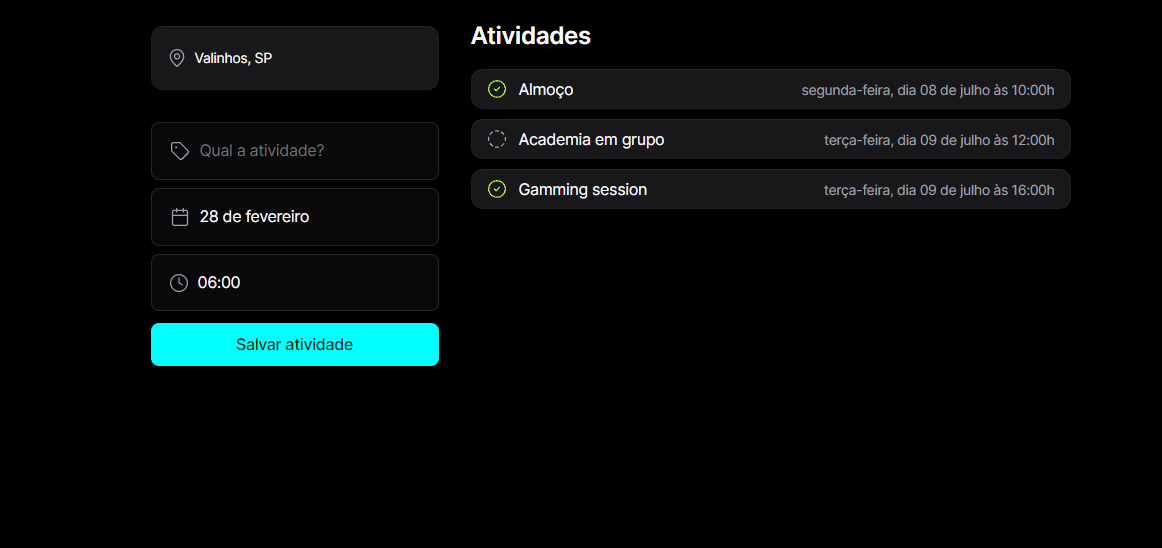 Valinhos, SP
Qual a atividade?
28 de fevereiro
06:00
Salvar atividade
Atividades
Almoço segunda-feira, dia 08 de julho às 10:00h
Academia em grupo terça-feira, dia 09 de julho às 12:00h
Gamming session terça-feira, dia 09 de julho às 16:00h